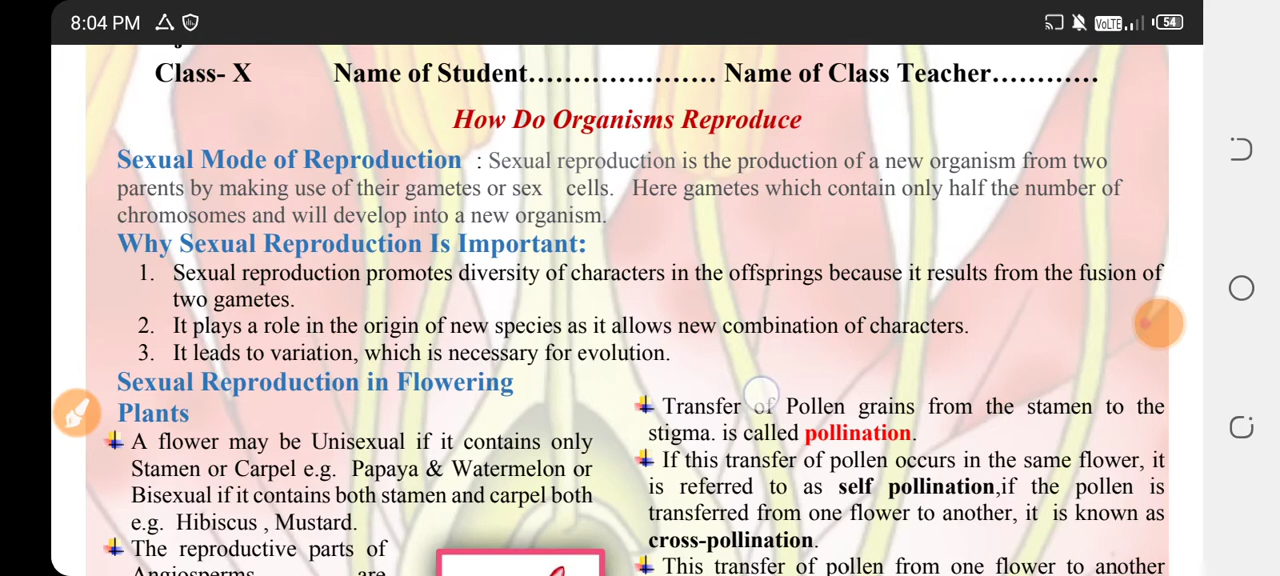 8:04 PM
VoLTE 54
Class- X Name of Student...................... Name of Class Teacher............
How Do Organisms Reproduce
Sexual Mode of Reproduction : Sexual reproduction is the production of a new organism from two
parents by making use of their gametes or sex cells. Here gametes which contain only half the number of
chromosomes and will develop into a new organism.
Why Sexual Reproduction Is Important:
1. Sexual reproduction promotes diversity of characters in the offsprings because it results from the fusion of
two gametes.
2. It plays a role in the origin of new species as it allows new combination of characters.
3. It leads to variation, which is necessary for evolution.
Sexual Reproduction in Flowering
Plants
A flower may be Unisexual if it contains only
Stamen or Carpel e.g. Papaya & Watermelon or
Bisexual if it contains both stamen and carpel both
e.g. Hibiscus , Mustard.
The reproductive parts of
Angiosperms are
Transfer of Pollen grains from the stamen to the
stigma. is called pollination.
If this transfer of pollen occurs in the same flower, it
is referred to as self pollination,if the pollen is
transferred from one flower to another, it is known as
cross-pollination.
This transfer of pollen from one flower to another